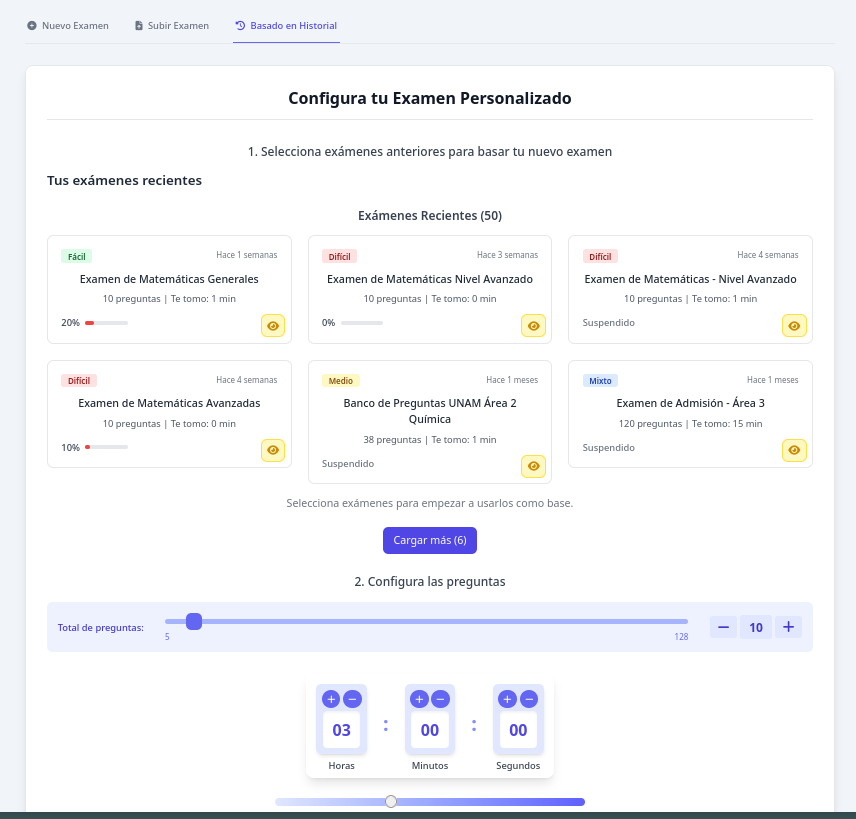 Nuevo Examen
Subir Examen
Basado en Historial
Configura tu Examen Personalizado
1. Selecciona exámenes anteriores para basar tu nuevo examen
Tus exámenes recientes
Exámenes Recientes (50)
Fácil
Hace 1 semanas
Examen de Matemáticas Generales
10 preguntas | Te tomo: 1 min
20%
Difícil
Hace 3 semanas
Examen de Matemáticas Nivel Avanzado
10 preguntas | Te tomo: 0 min
0%
Difícil
Hace 4 semanas
Examen de Matemáticas - Nivel Avanzado
10 preguntas | Te tomo: 1 min
Suspendido
Difícil
Hace 4 semanas
Examen de Matemáticas Avanzadas
10 preguntas | Te tomo: 0 min
10%
Medio
Hace 1 meses
Banco de Preguntas UNAM Área 2
Química
38 preguntas | Te tomo: 1 min
Suspendido
Mixto
Hace 1 meses
Examen de Admisión - Área 3
120 preguntas | Te tomo: 15 min
Suspendido
Selecciona exámenes para empezar a usarlos como base.
Cargar más (6)
2. Configura las preguntas
Total de preguntas:
5
128
− 10 +
+ − + − + −
03 : 00 : 00
Horas Minutos Segundos